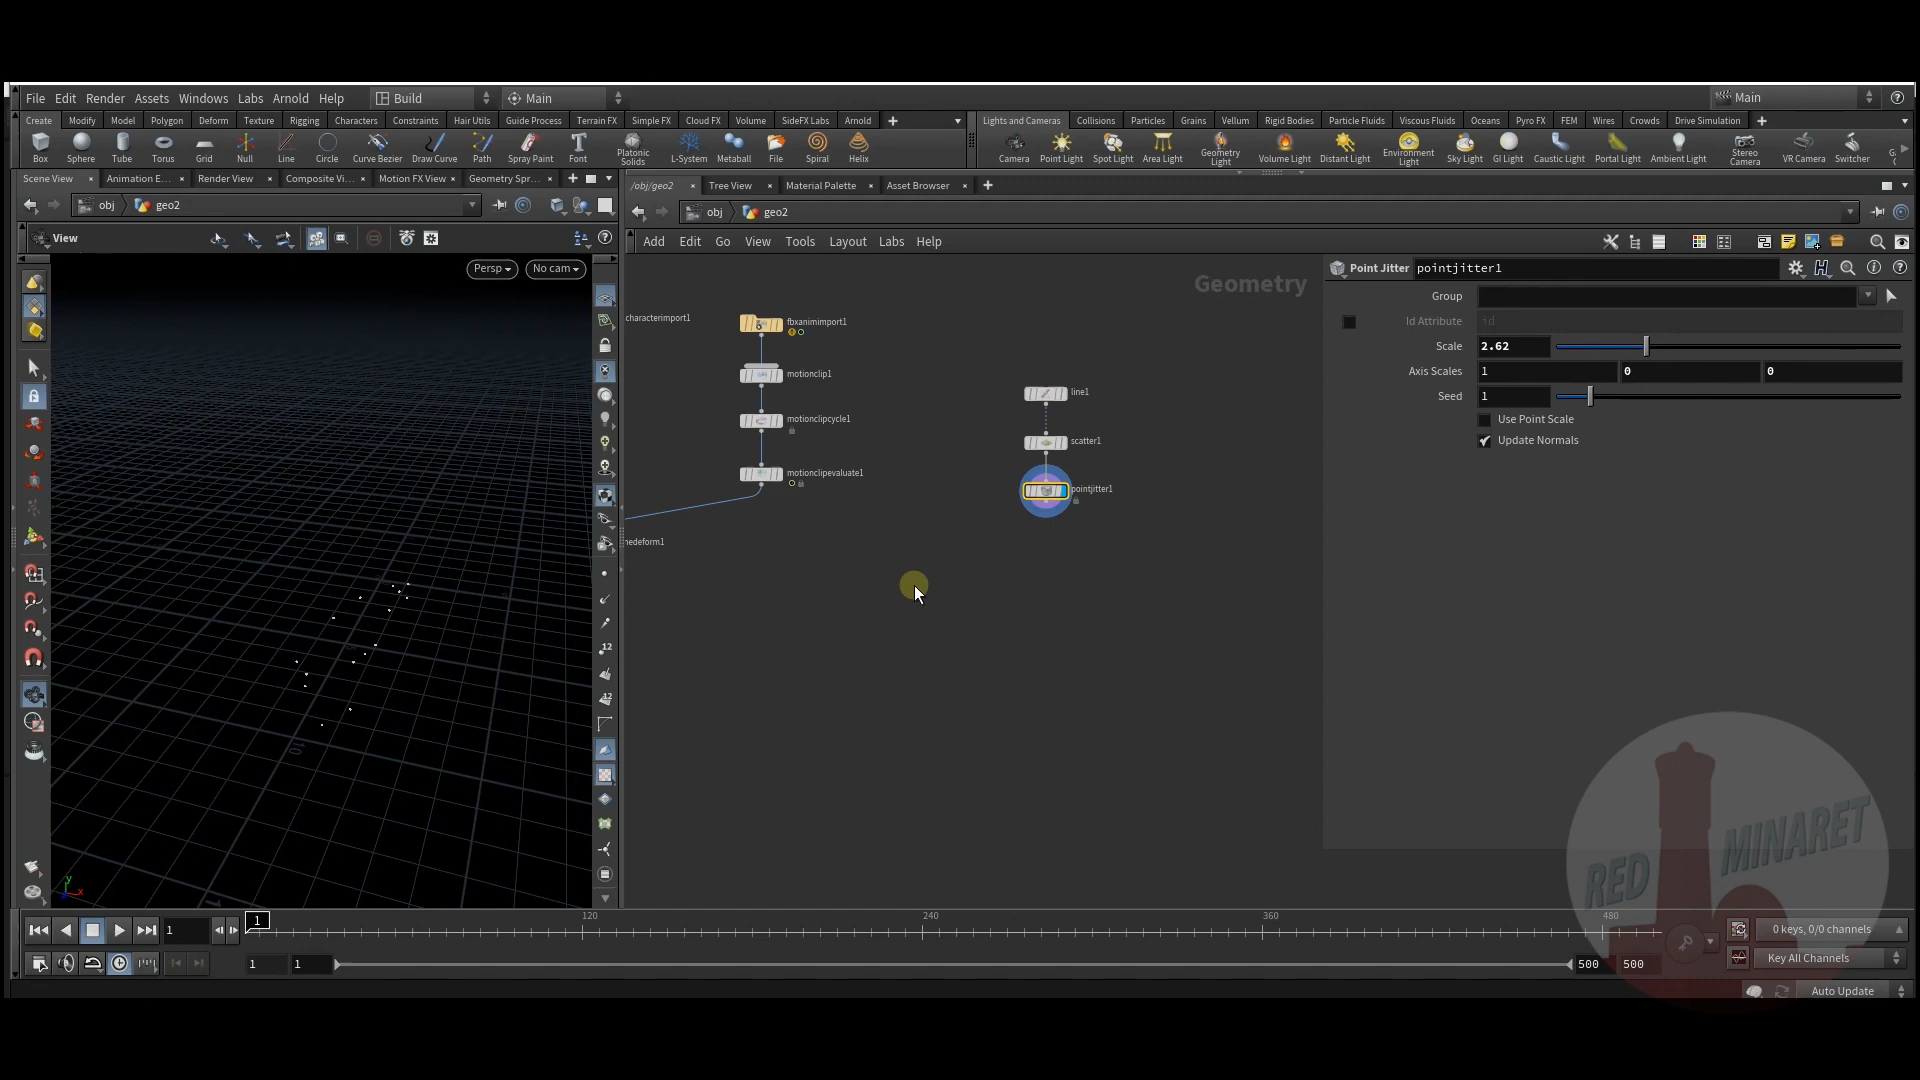 File Edit Render Assets Windows Labs Arnold Help Build Main Main
Create Modify Model Polygon Texture Deform Rigging Characters Constraints Hair Utils Guide Process Terrain FX Simple FX Cloud FX Volume SideFX Labs Arnold
Lights and Cameras Collisions Particles Grains Vellum Rigid Bodies Particle Fluids Viscous Fluids Oceans Pyro FX FEM Wires Crowds Drive Simulation
Box Sphere Tube Torus Grid Null Line Circle Curve Bezier Draw Curve Path Spray Paint Font Platonic Solids L-System Metaball File Spiral Helix
Camera Point Light Spot Light Area Light Geometry Light Volume Light Distant Light Environment Light Sky Light GI Light Caustic Light Portal Light Ambient Light Stereo Camera VR Camera Switcher
Scene View Animation E... Render View Composite Vi... Motion FX View Geometry Spr...
/obj/geo2 Tree View Material Palette Asset Browser
obj geo2
obj geo2
View
Add Edit Go View Tools Layout Labs Help
Persp No cam
Geometry
characterimport1
fbxanimimport1
motionclip1
motionclipcycle1
motionclipevaluate1
nedeform1
line1
scatter1
pointjitter1
Point Jitter pointjitter1
Group
Id Attribute id
Scale 2.62
Axis Scales 1 0 0
Seed 1
Use Point Scale
Update Normals
12
12
10
y
x
RED MINARET
1 1 120 240 360 480
0 keys, 0/0 channels
1 1 500 500
Key All Channels
Auto Update